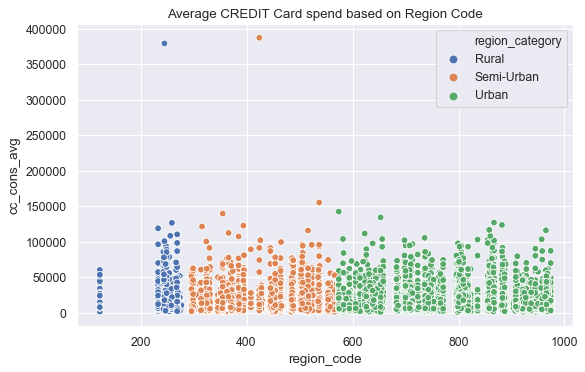 Average CREDIT Card spend based on Region Code
400000
350000
300000
250000
200000
150000
100000
50000
0
cc_cons_avg
region_category
Rural
Semi-Urban
Urban
200
400
600
800
1000
region_code